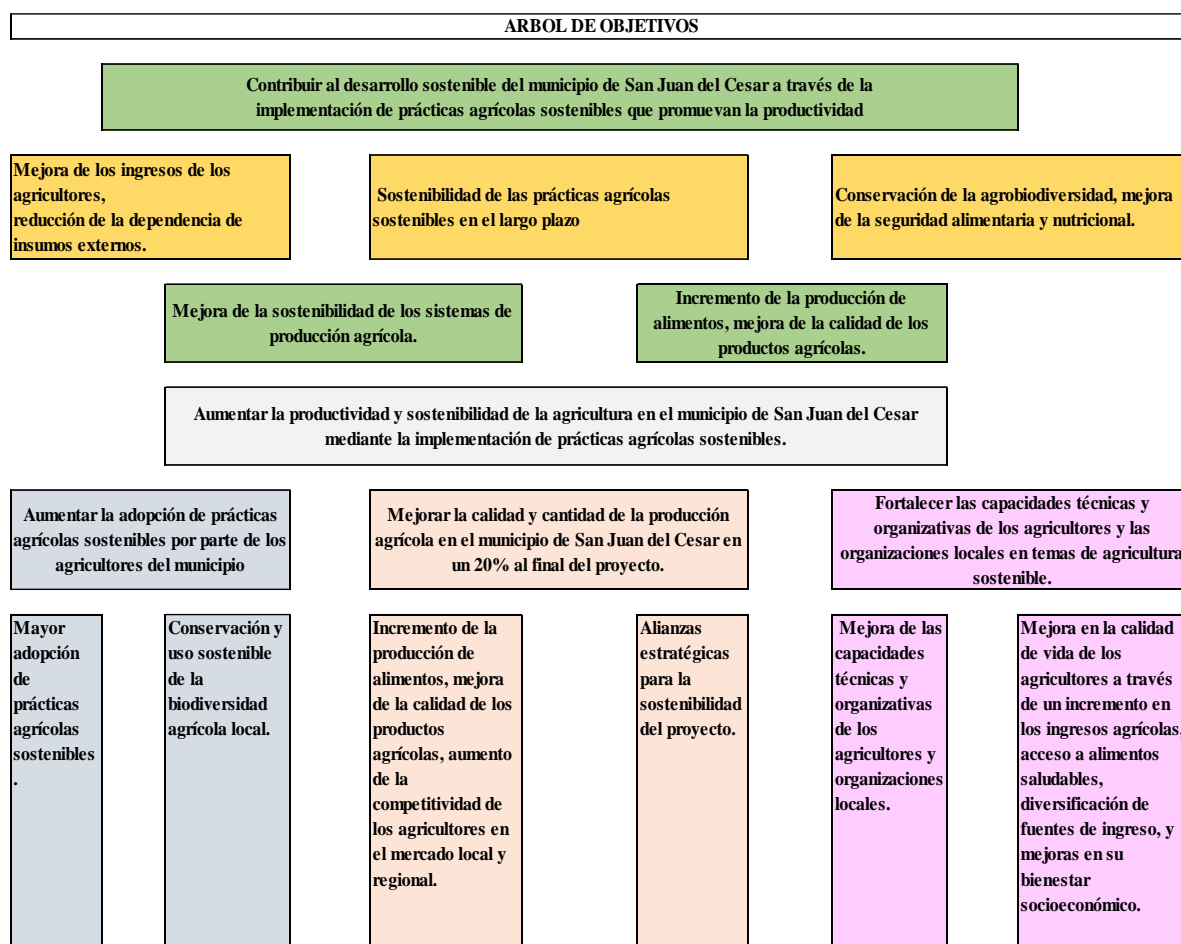 ARBOL DE OBJETIVOS
Contribuir al desarrollo sostenible del municipio de San Juan del Cesar a través de la
implementación de prácticas agrícolas sostenibles que promuevan la productividad
Mejora de los ingresos de los
agricultores,
reducción de la dependencia de
insumos externos.
Sostenibilidad de las prácticas agrícolas
sostenibles en el largo plazo
Conservación de la agrobiodiversidad, mejora
de la seguridad alimentaria y nutricional.
Mejora de la sostenibilidad de los sistemas de
producción agrícola.
Incremento de la producción de
alimentos, mejora de la calidad de los
productos agrícolas.
Aumentar la productividad y sostenibilidad de la agricultura en el municipio de San Juan del Cesar
mediante la implementación de prácticas agrícolas sostenibles.
Aumentar la adopción de prácticas
agrícolas sostenibles por parte de los
agricultores del municipio
Mejorar la calidad y cantidad de la producción
agrícola en el municipio de San Juan del Cesar en
un 20% al final del proyecto.
Fortalecer las capacidades técnicas y
organizativas de los agricultores y las
organizaciones locales en temas de agricultura
sostenible.
Mayor
adopción
de
prácticas
agrícolas
sostenibles
.
Conservación y
uso sostenible
de la
biodiversidad
agrícola local.
Incremento de la
producción de
alimentos, mejora
de la calidad de los
productos
agrícolas, aumento
de la
competitividad de
los agricultores en
el mercado local y
regional.
Alianzas
estratégicas
para la
sostenibilidad
del proyecto.
Mejora de las
capacidades
técnicas y
organizativas
de los
agricultores y
organizaciones
locales.
Mejora en la calidad
de vida de los
agricultores a través
de un incremento en
los ingresos agrícolas,
acceso a alimentos
saludables,
diversificación de
fuentes de ingreso, y
mejoras en su
bienestar
socioeconómico.